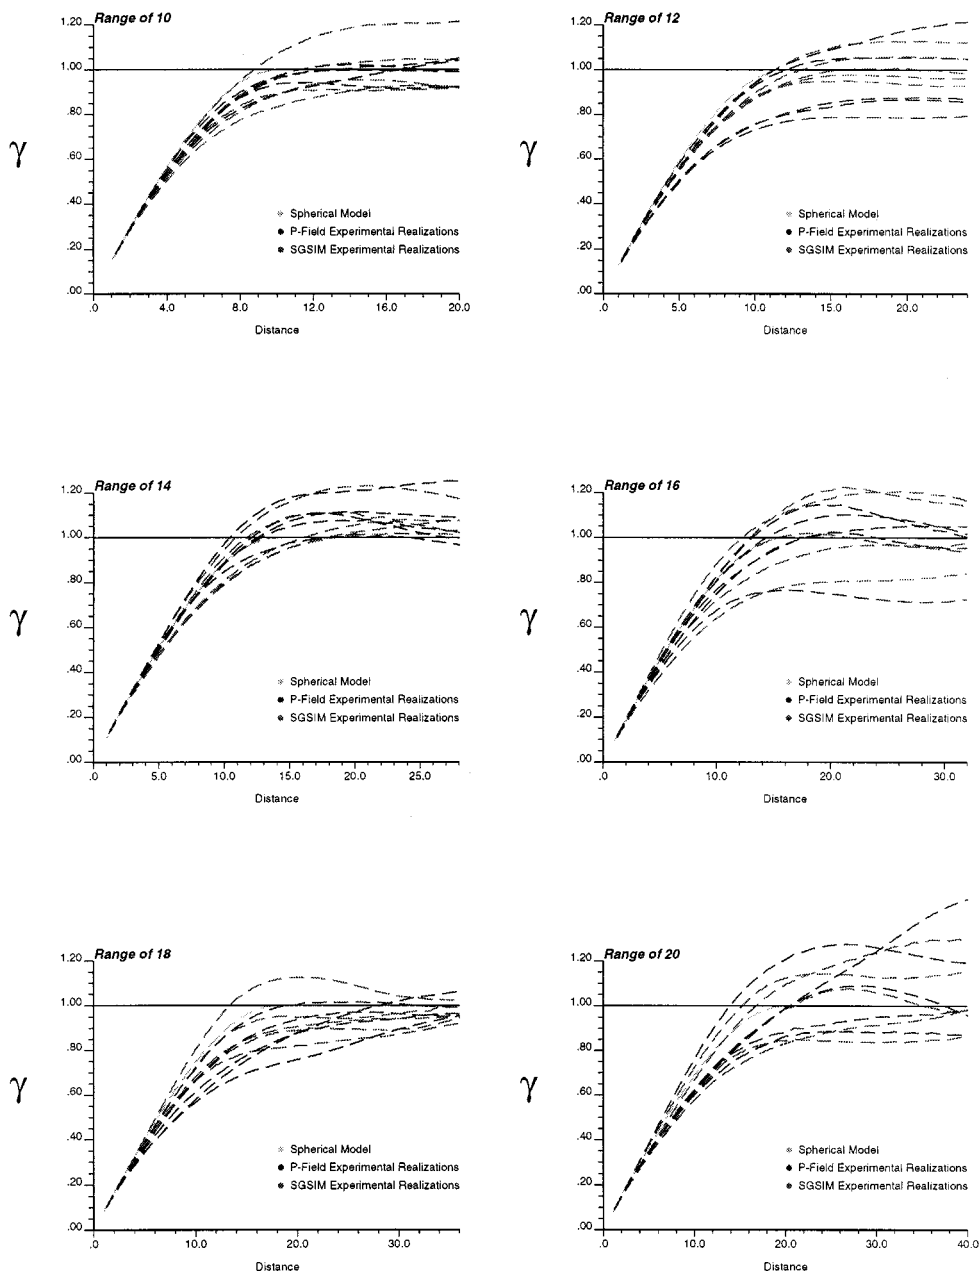 Range of 10
1.20
1.00
.80
.60
.40
.20
.00
γ
Spherical Model
P-Field Experimental Realizations
SGSIM Experimental Realizations
.0 4.0 8.0 12.0 16.0 20.0
Distance
Range of 12
1.20
1.00
.80
.60
.40
.20
.00
γ
Spherical Model
P-Field Experimental Realizations
SGSIM Experimental Realizations
.0 5.0 10.0 15.0 20.0
Distance
Range of 14
1.20
1.00
.80
.60
.40
.20
.00
γ
Spherical Model
P-Field Experimental Realizations
SGSIM Experimental Realizations
.0 5.0 10.0 15.0 20.0 25.0
Distance
Range of 16
1.20
1.00
.80
.60
.40
.20
.00
γ
Spherical Model
P-Field Experimental Realizations
SGSIM Experimental Realizations
.0 10.0 20.0 30.0
Distance
Range of 18
1.20
1.00
.80
.60
.40
.20
.00
γ
Spherical Model
P-Field Experimental Realizations
SGSIM Experimental Realizations
.0 10.0 20.0 30.0
Distance
Range of 20
1.20
1.00
.80
.60
.40
.20
.00
γ
Spherical Model
P-Field Experimental Realizations
SGSIM Experimental Realizations
.0 10.0 20.0 30.0 40.0
Distance